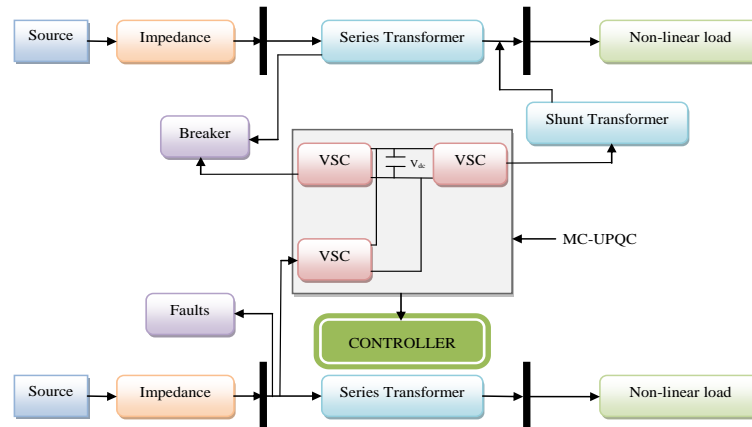 Source
Impedance
Series Transformer
Non-linear load
Breaker
Shunt Transformer
VSC
Vdc
VSC
VSC
MC-UPQC
Faults
CONTROLLER
Source
Impedance
Series Transformer
Non-linear load